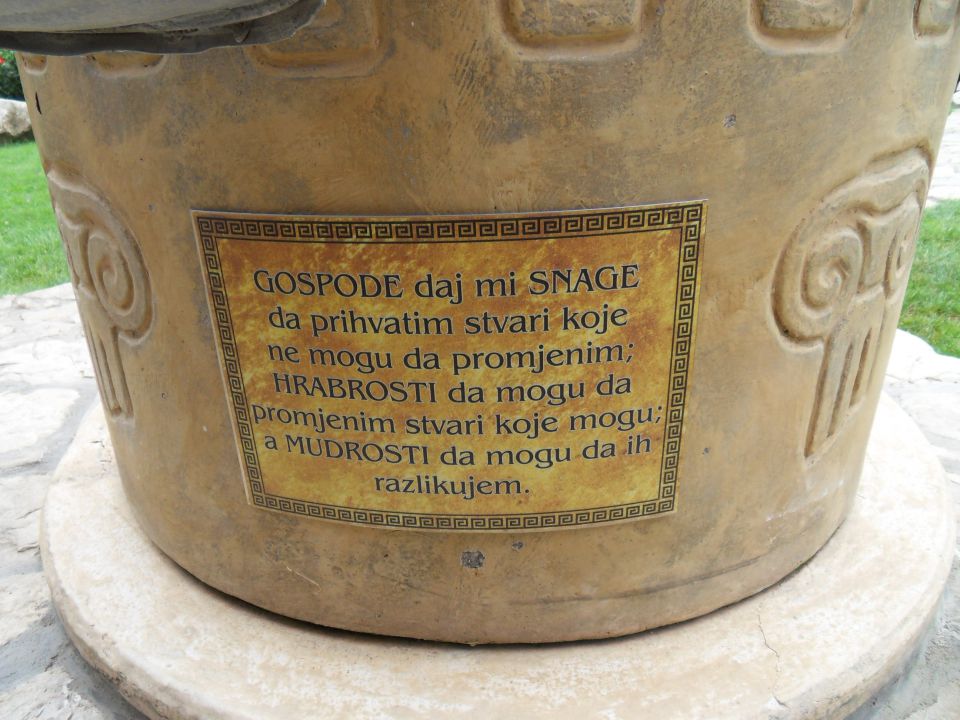 GOSPODE daj mi SNAGE
da prihvatim stvari koje
ne mogu da promjenim;
HRABROSTI da mogu da
promjenim stvari koje mogu;
a MUDROSTI da mogu da ih
razlikujem.